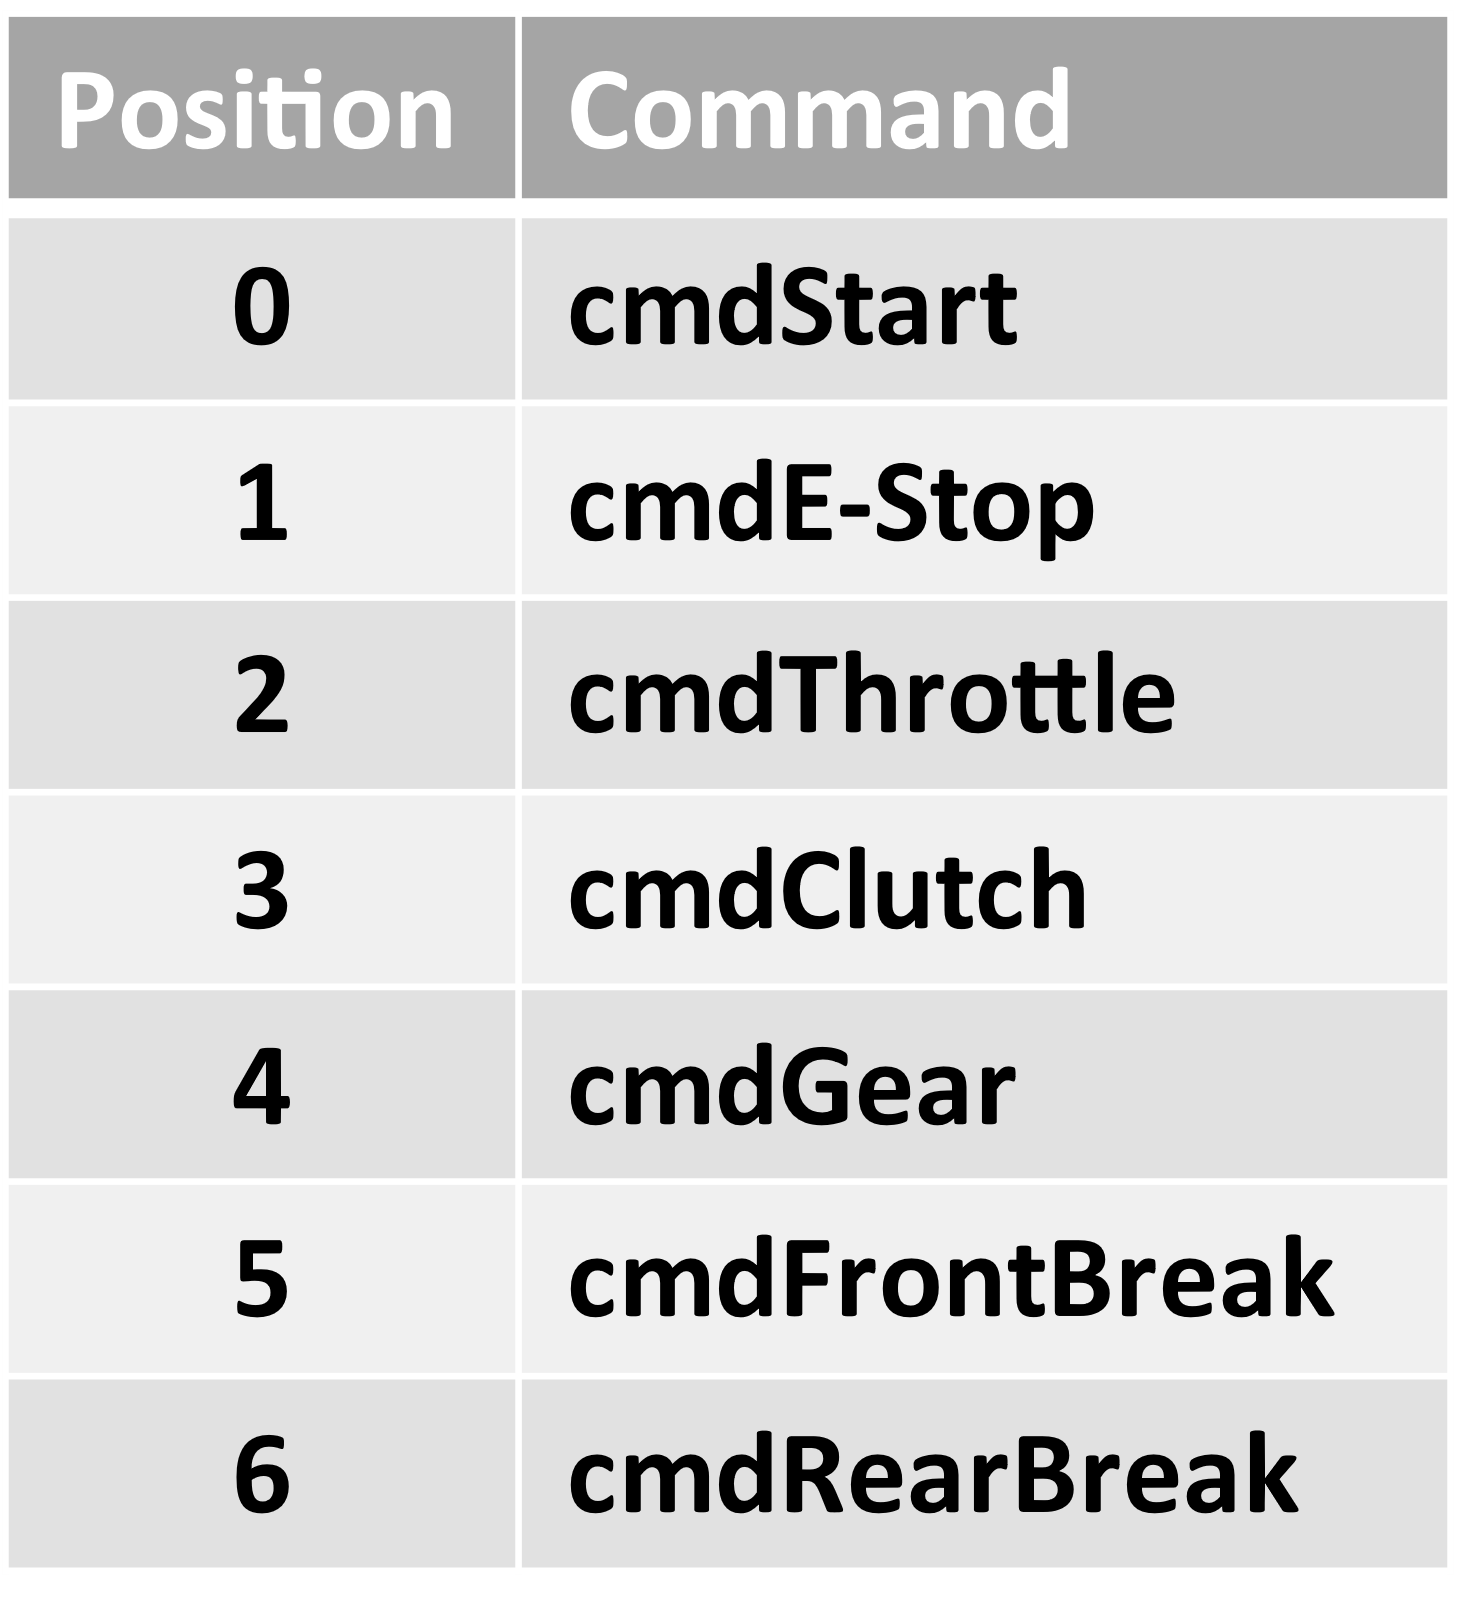 Position Command
0 cmdStart
1 cmdE-Stop
2 cmdThrottle
3 cmdClutch
4 cmdGear
5 cmdFrontBreak
6 cmdRearBreak